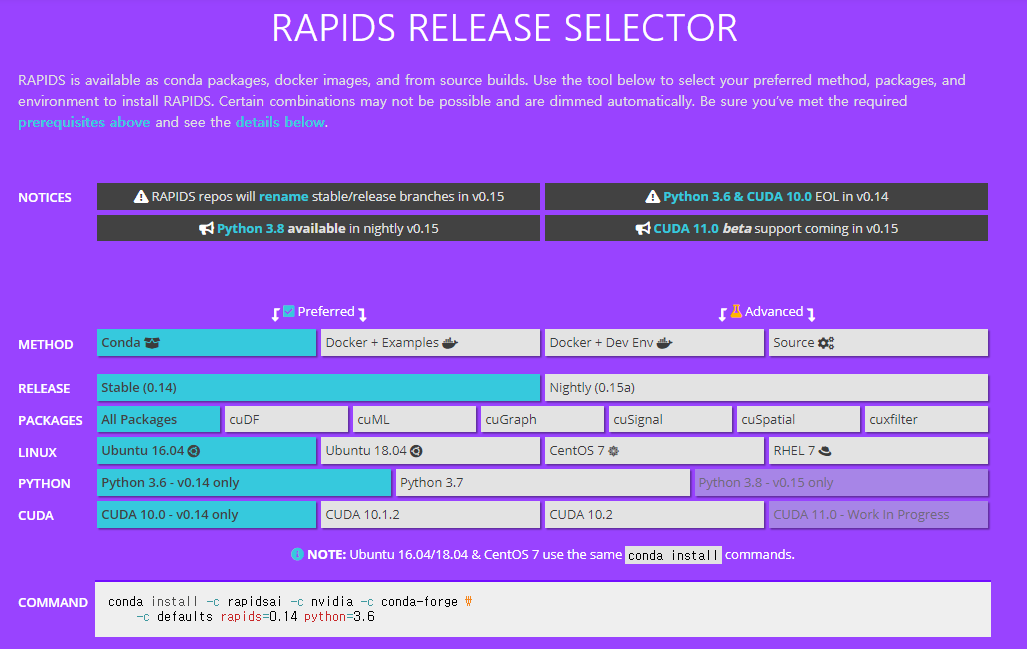 RAPIDS RELEASE SELECTOR
RAPIDS is available as conda packages, docker images, and from source builds. Use the tool below to select your preferred method, packages, and
environment to install RAPIDS. Certain combinations may not be possible and are dimmed automatically. Be sure you've met the required
prerequisites above and see the details below.
NOTICES
RAPIDS repos will rename stable/release branches in v0.15
Python 3.6 & CUDA 10.0 EOL in v0.14
Python 3.8 available in nightly v0.15
CUDA 11.0 beta support coming in v0.15
Preferred
Advanced
METHOD Conda Docker + Examples Docker + Dev Env Source
RELEASE Stable (0.14) Nightly (0.15a)
PACKAGES All Packages cuDF cuML cuGraph cuSignal cuSpatial cuxfilter
LINUX Ubuntu 16.04 Ubuntu 18.04 CentOS 7 RHEL 7
PYTHON Python 3.6 - v0.14 only Python 3.7 Python 3.8 - v0.15 only
CUDA CUDA 10.0 - v0.14 only CUDA 10.1.2 CUDA 10.2 CUDA 11.0 - Work In Progress
NOTE: Ubuntu 16.04/18.04 & CentOS 7 use the same conda install commands.
COMMAND conda install -c rapidsai -c nvidia -c conda-forge ₩
-c defaults rapids=0.14 python=3.6